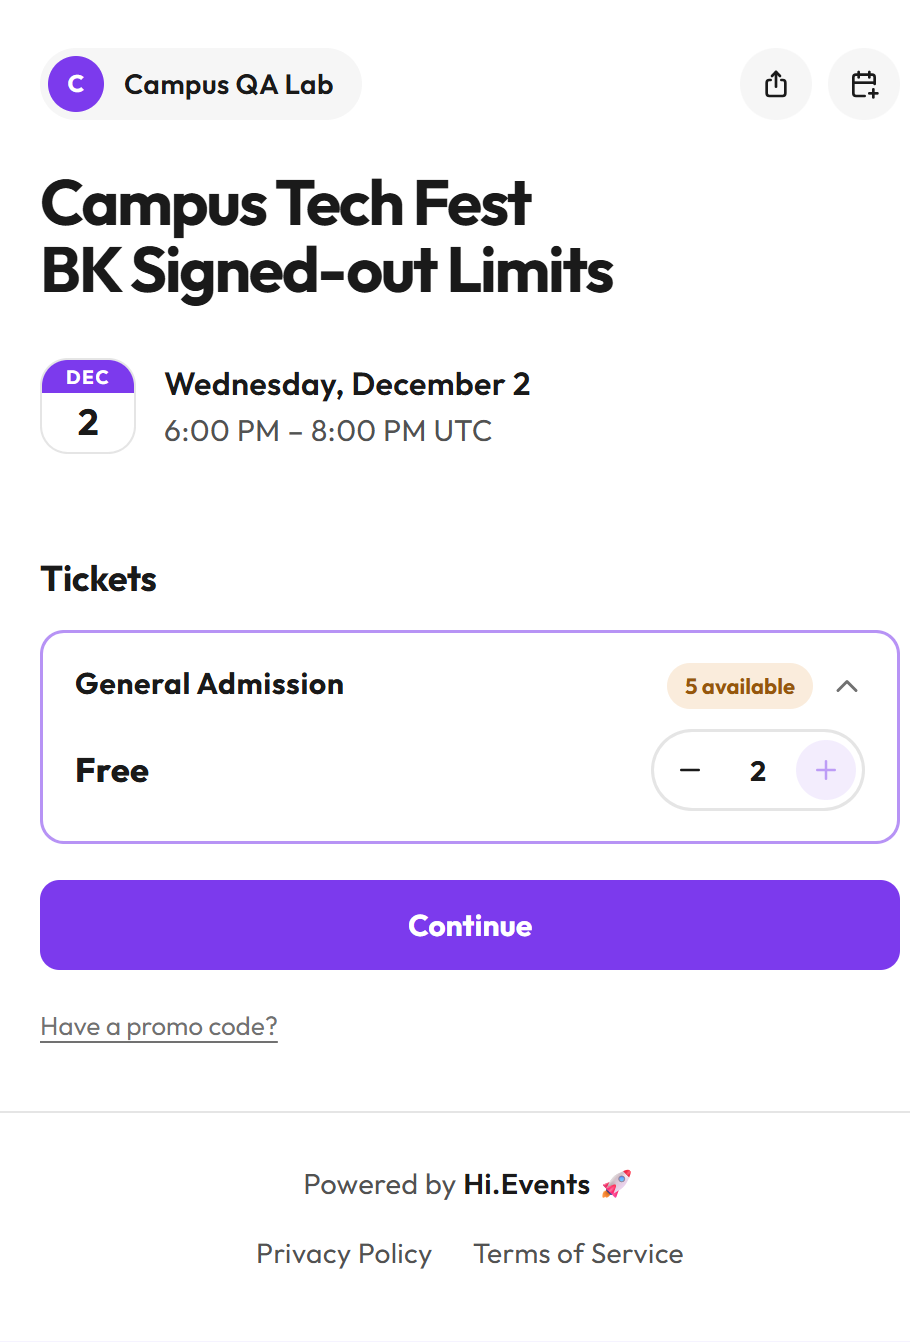 C
Campus QA Lab
Campus Tech Fest
BK Signed-out Limits
DEC
2
Wednesday, December 2
6:00 PM – 8:00 PM UTC
Tickets
General Admission
5 available
Free
2
Continue
Have a promo code?
Powered by Hi.Events 🚀
Privacy Policy Terms of Service